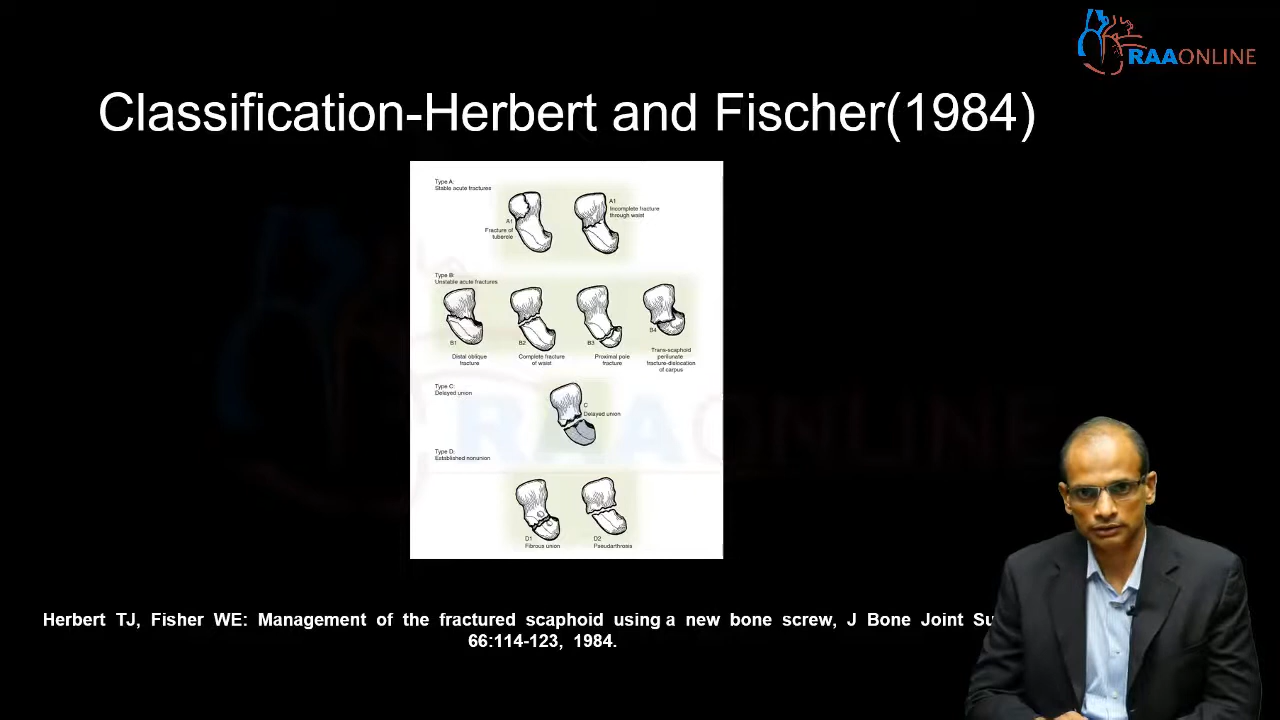 RAAONLINE
Classification-Herbert and Fischer(1984)
Type A:
Stable acute fractures
A1
Fracture of
tubercle
A1
Incomplete fracture
through waist
Type B:
Unstable acute fractures
B1
Distal oblique
fracture
B2
Complete fracture
of waist
B3
Proximal pole
fracture
B4
Trans-scaphoid
perilunate
fracture-dislocation
of carpus
Type C:
Delayed union
C
Delayed union
RAAONLINE
Type D:
Established nonunion
D1
Fibrous union
D2
Pseudarthrosis
Herbert TJ, Fisher WE: Management of the fractured scaphoid using a new bone screw, J Bone Joint Su
66:114-123, 1984.